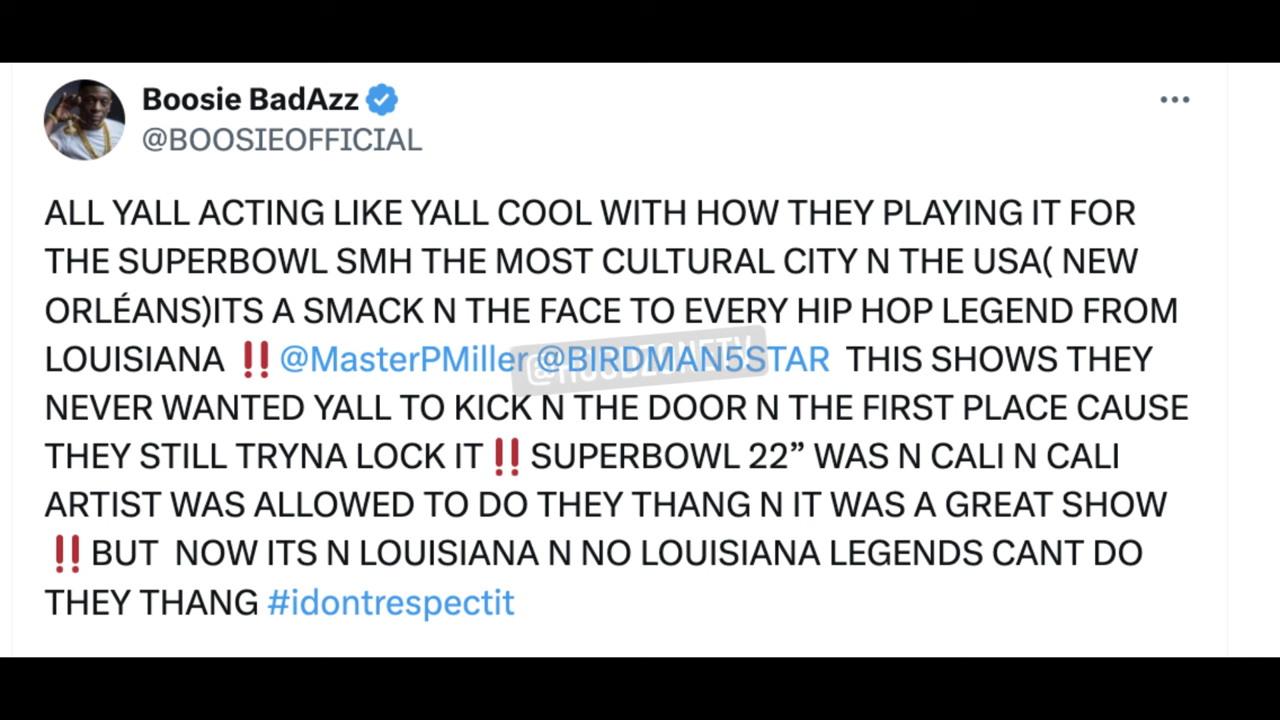 Boosie BadAzz
@BOOSIEOFFICIAL
ALL YALL ACTING LIKE YALL COOL WITH HOW THEY PLAYING IT FOR
THE SUPERBOWL SMH THE MOST CULTURAL CITY N THE USA( NEW
ORLÉANS)ITS A SMACK N THE FACE TO EVERY HIP HOP LEGEND FROM
LOUISIANA ‼️ @MasterPMiller @BIRDMAN5STAR THIS SHOWS THEY
NEVER WANTED YALL TO KICK N THE DOOR N THE FIRST PLACE CAUSE
THEY STILL TRYNA LOCK IT ‼️ SUPERBOWL 22” WAS N CALI N CALI
ARTIST WAS ALLOWED TO DO THEY THANG N IT WAS A GREAT SHOW
‼️ BUT NOW ITS N LOUISIANA N NO LOUISIANA LEGENDS CANT DO
THEY THANG #idontrespectit